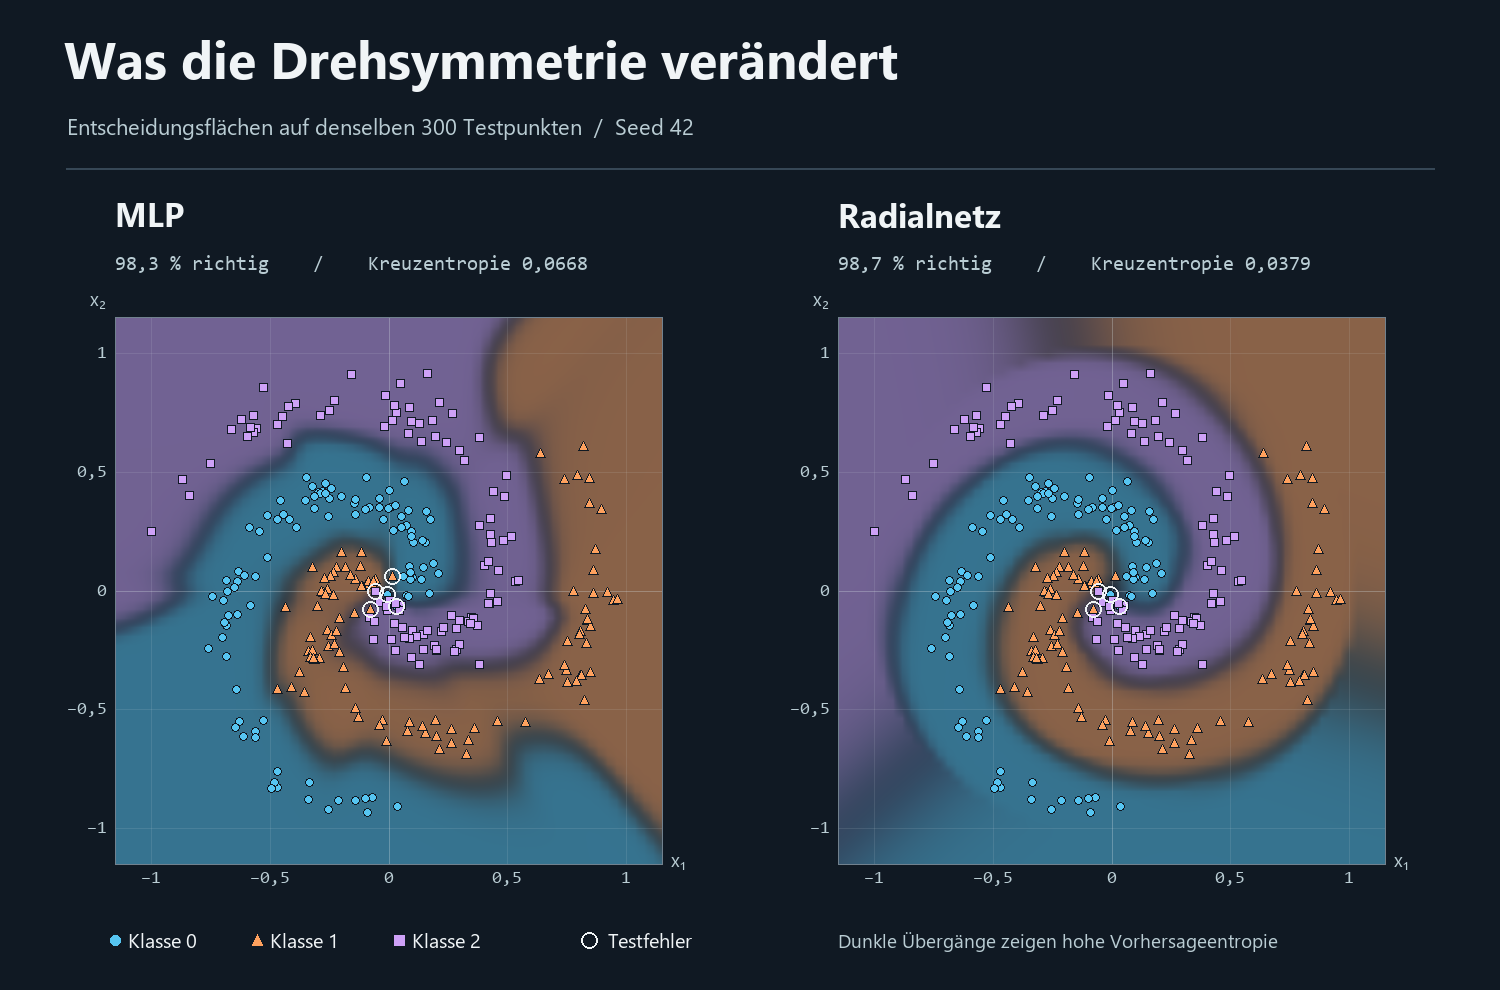 Was die Drehsymmetrie verändert
Entscheidungsflächen auf denselben 300 Testpunkten / Seed 42
MLP
98,3 % richtig / Kreuzentropie 0,0668
x₂
1
0,5
0
−0,5
−1
−1 −0,5 0 0,5 1
x₁
Radialnetz
98,7 % richtig / Kreuzentropie 0,0379
x₂
1
0,5
0
−0,5
−1
−1 −0,5 0 0,5 1
x₁
Klasse 0 Klasse 1 Klasse 2 Testfehler
Dunkle Übergänge zeigen hohe Vorhersageentropie